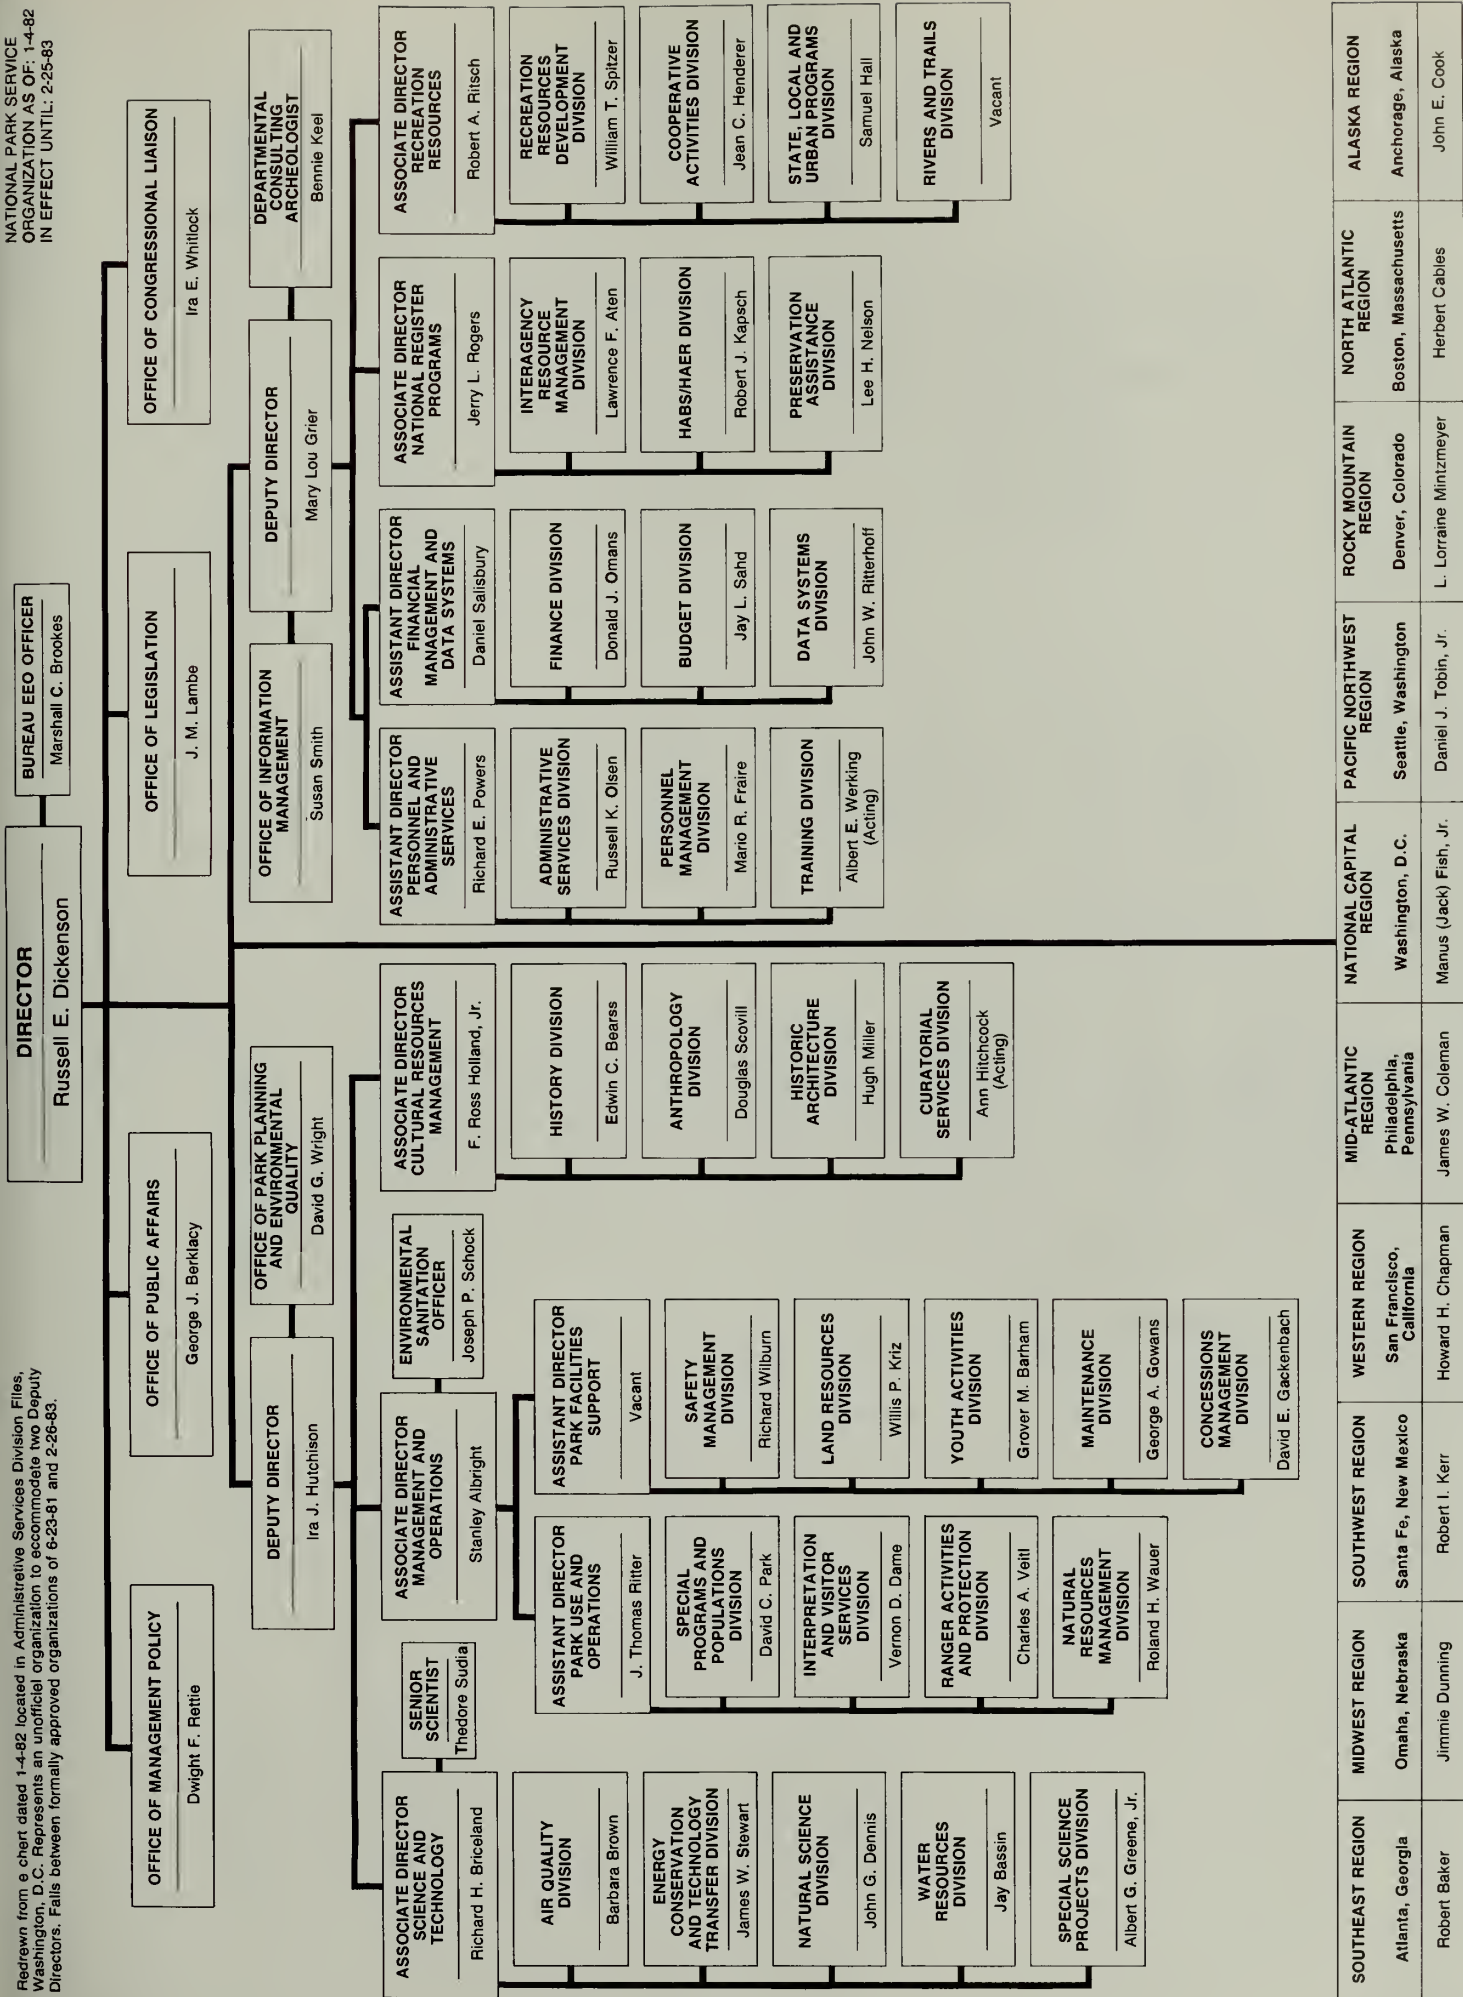 Redrewn from e chert dated 1-4-82 located in Administretive Services Division Files,
Washington, D.C. Represents an unofficiel organization to eccommodete two Deputy
Directors. Falls between formally approved organizations of 6-23-81 and 2-26-83.
NATIONAL PARK SERVICE
ORGANIZATION AS OF: 1-4-82
IN EFFECT UNTIL: 2-25-83
DIRECTOR
Russell E. Dickenson
BUREAU EEO OFFICER
Marshall C. Brookes
OFFICE OF MANAGEMENT POLICY
Dwight F. Rettie
OFFICE OF PUBLIC AFFAIRS
George J. Berklacy
OFFICE OF LEGISLATION
J. M. Lambe
OFFICE OF CONGRESSIONAL LIAISON
Ira E. Whitlock
DEPUTY DIRECTOR
Ira J. Hutchison
OFFICE OF PARK PLANNING
AND ENVIRONMENTAL
QUALITY
David G. Wright
OFFICE OF INFORMATION
MANAGEMENT
Susan Smith
DEPUTY DIRECTOR
Mary Lou Grier
DEPARTMENTAL
CONSULTING
ARCHEOLOGIST
Bennie Keel
ASSOCIATE DIRECTOR
SCIENCE AND
TECHNOLOGY
Richard H. Briceland
SENIOR
SCIENTIST
Thedore Sudia
AIR QUALITY
DIVISION
Barbara Brown
ENERGY
CONSERVATION
AND TECHNOLOGY
TRANSFER DIVISION
James W. Stewart
NATURAL SCIENCE
DIVISION
John G. Dennis
WATER
RESOURCES
DIVISION
Jay Bassin
SPECIAL SCIENCE
PROJECTS DIVISION
Albert G. Greene, Jr.
ASSOCIATE DIRECTOR
MANAGEMENT AND
OPERATIONS
Stanley Albright
ENVIRONMENTAL
SANITATION
OFFICER
Joseph P. Schock
ASSISTANT DIRECTOR
PARK USE AND
OPERATIONS
J. Thomas Ritter
SPECIAL
PROGRAMS AND
POPULATIONS
DIVISION
David C. Park
INTERPRETATION
AND VISITOR
SERVICES
DIVISION
Vernon D. Dame
RANGER ACTIVITIES
AND PROTECTION
DIVISION
Charles A. Veitl
NATURAL
RESOURCES
MANAGEMENT
DIVISION
Roland H. Wauer
ASSISTANT DIRECTOR
PARK FACILITIES
SUPPORT
Vacant
SAFETY
MANAGEMENT
DIVISION
Richard Wilburn
LAND RESOURCES
DIVISION
Willis P. Kriz
YOUTH ACTIVITIES
DIVISION
Grover M. Barham
MAINTENANCE
DIVISION
George A. Gowans
CONCESSIONS
MANAGEMENT
DIVISION
David E. Gackenbach
ASSOCIATE DIRECTOR
CULTURAL RESOURCES
MANAGEMENT
F. Ross Holland, Jr.
HISTORY DIVISION
Edwin C. Bearss
ANTHROPOLOGY
DIVISION
Douglas Scovill
HISTORIC
ARCHITECTURE
DIVISION
Hugh Miller
CURATORIAL
SERVICES DIVISION
Ann Hitchcock
(Acting)
ASSISTANT DIRECTOR
PERSONNEL AND
ADMINISTRATIVE
SERVICES
Richard E. Powers
ADMINISTRATIVE
SERVICES DIVISION
Russell K. Olsen
PERSONNEL
MANAGEMENT
DIVISION
Mario R. Fraire
TRAINING DIVISION
Albert E. Werking
(Acting)
ASSISTANT DIRECTOR
FINANCIAL
MANAGEMENT AND
DATA SYSTEMS
Daniel Salisbury
FINANCE DIVISION
Donald J. Omans
BUDGET DIVISION
Jay L. Sahd
DATA SYSTEMS
DIVISION
John W. Ritterhoff
ASSOCIATE DIRECTOR
NATIONAL REGISTER
PROGRAMS
Jerry L. Rogers
INTERAGENCY
RESOURCE
MANAGEMENT
DIVISION
Lawrence F. Aten
HABS/HAER DIVISION
Robert J. Kapsch
PRESERVATION
ASSISTANCE
DIVISION
Lee H. Nelson
ASSOCIATE DIRECTOR
RECREATION
RESOURCES
Robert A. Ritsch
RECREATION
RESOURCES
DEVELOPMENT
DIVISION
William T. Spitzer
COOPERATIVE
ACTIVITIES DIVISION
Jean C. Henderer
STATE, LOCAL AND
URBAN PROGRAMS
DIVISION
Samuel Hall
RIVERS AND TRAILS
DIVISION
Vacant
SOUTHEAST REGION
Atlanta, Georgia
Robert Baker
MIDWEST REGION
Omaha, Nebraska
Jimmie Dunning
SOUTHWEST REGION
Santa Fe, New Mexico
Robert I. Kerr
WESTERN REGION
San Francisco,
California
Howard H. Chapman
MID-ATLANTIC
REGION
Philadelphia,
Pennsylvania
James W. Coleman
NATIONAL CAPITAL
REGION
Washington, D.C.
Manus (Jack) Fish, Jr.
PACIFIC NORTHWEST
REGION
Seattle, Washington
Daniel J. Tobin, Jr.
ROCKY MOUNTAIN
REGION
Denver, Colorado
L. Lorraine Mintzmeyer
NORTH ATLANTIC
REGION
Boston, Massachusetts
Herbert Cables
ALASKA REGION
Anchorage, Alaska
John E. Cook